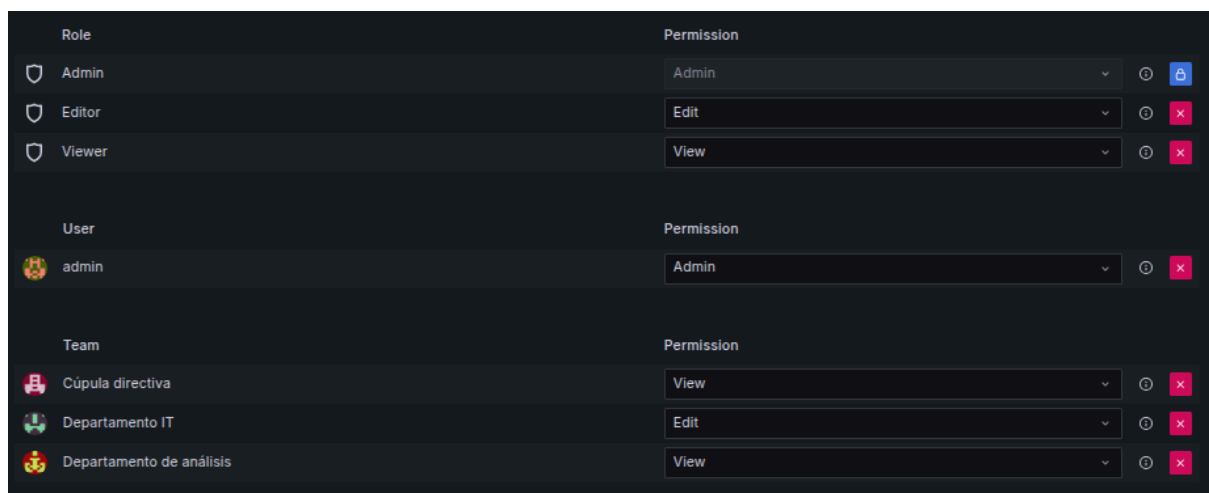 Role Permission
Admin Admin
Editor Edit
Viewer View
User Permission
admin Admin
Team Permission
Cúpula directiva View
Departamento IT Edit
Departamento de análisis View